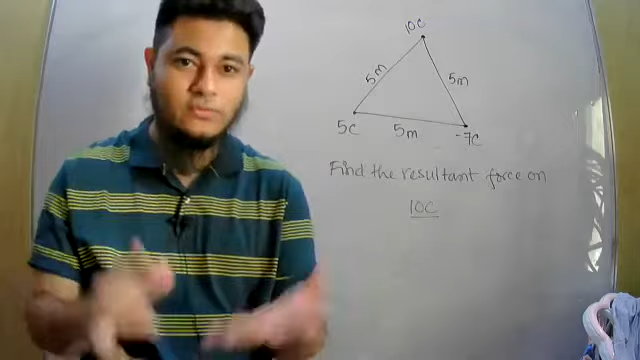 10C
5m 5m
5C 5m -7C
Find the resultant force on
10C